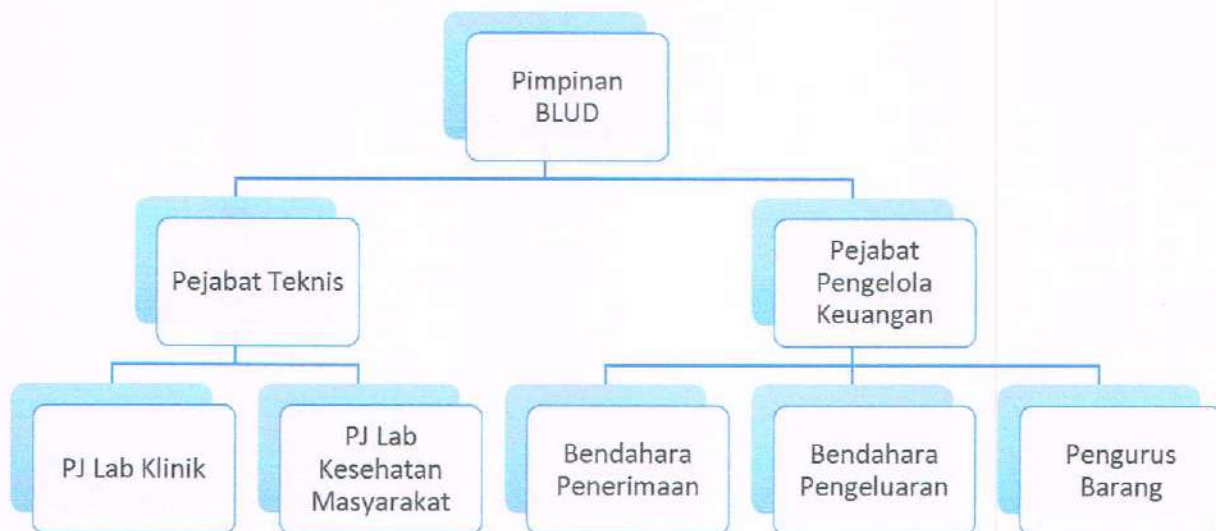 Pimpinan
BLUD
Pejabat Teknis
Pejabat
Pengelola
Keuangan
PJ Lab Klinik
PJ Lab
Kesehatan
Masyarakat
Bendahara
Penerimaan
Bendahara
Pengeluaran
Pengurus
Barang